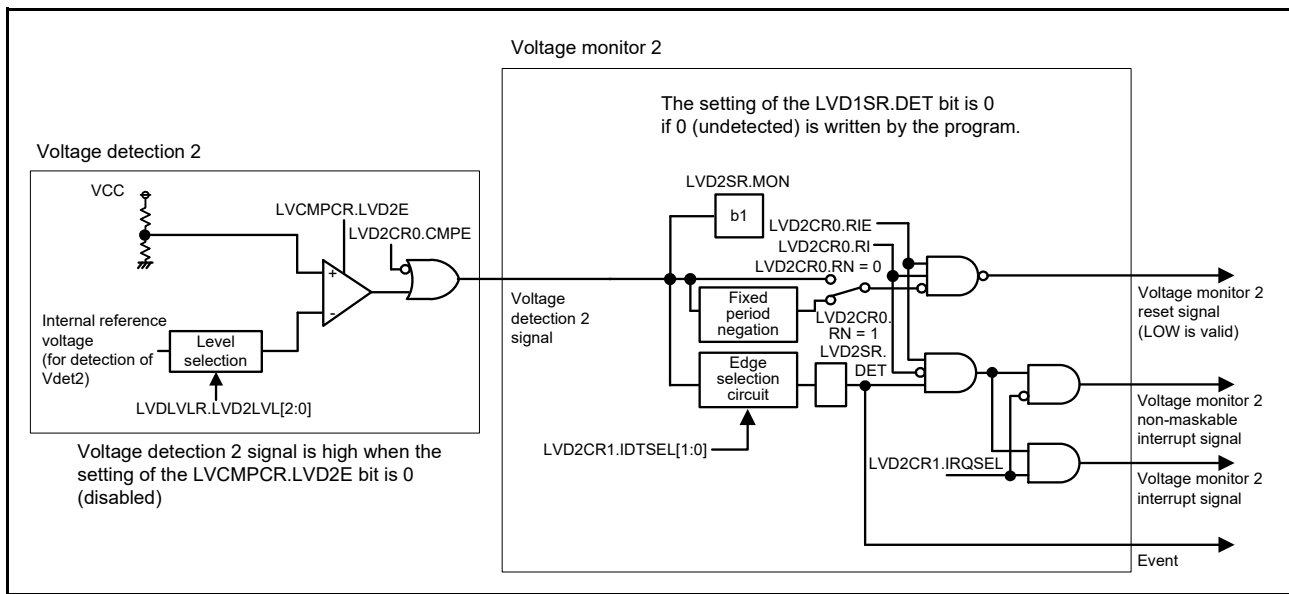 Voltage monitor 2
The setting of the LVD1SR.DET bit is 0
if 0 (undetected) is written by the program.
Voltage detection 2
VCC
LVCMPCR.LVD2E
LVD2CR0.CMPE
+
-
Internal reference
voltage
(for detection of
Vdet2)
Level
selection
LVDLVLR.LVD2LVL[2:0]
Voltage detection 2 signal is high when the
setting of the LVCMPCR.LVD2E bit is 0
(disabled)
Voltage
detection 2
signal
LVD2SR.MON
b1
LVD2CR0.RIE
LVD2CR0.RI
LVD2CR0.RN = 0
Fixed
period
negation
LVD2CR0.
RN = 1
LVD2SR.
DET
Edge
selection
circuit
LVD2CR1.IDTSEL[1:0]
LVD2CR1.IRQSEL
Voltage monitor 2
reset signal
(LOW is valid)
Voltage monitor 2
non-maskable
interrupt signal
Voltage monitor 2
interrupt signal
Event